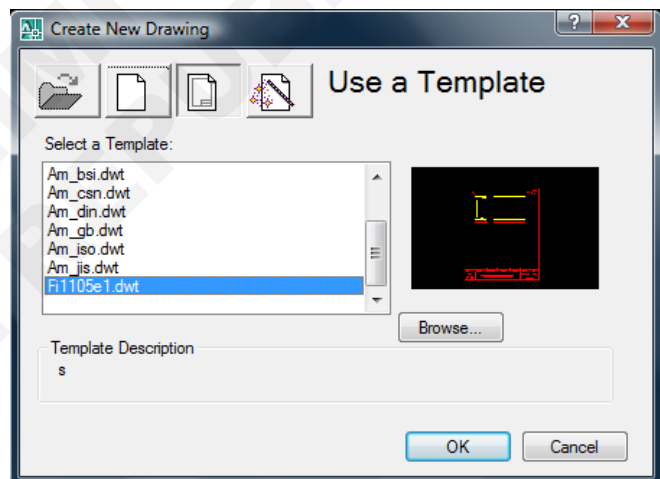 Create New Drawing
Use a Template
Select a Template:
Am_bsi.dwt
Am_csn.dwt
Am_din.dwt
Am_gb.dwt
Am_iso.dwt
Am_jis.dwt
Fi1105e1.dwt
Browse...
Template Description
s
OK Cancel